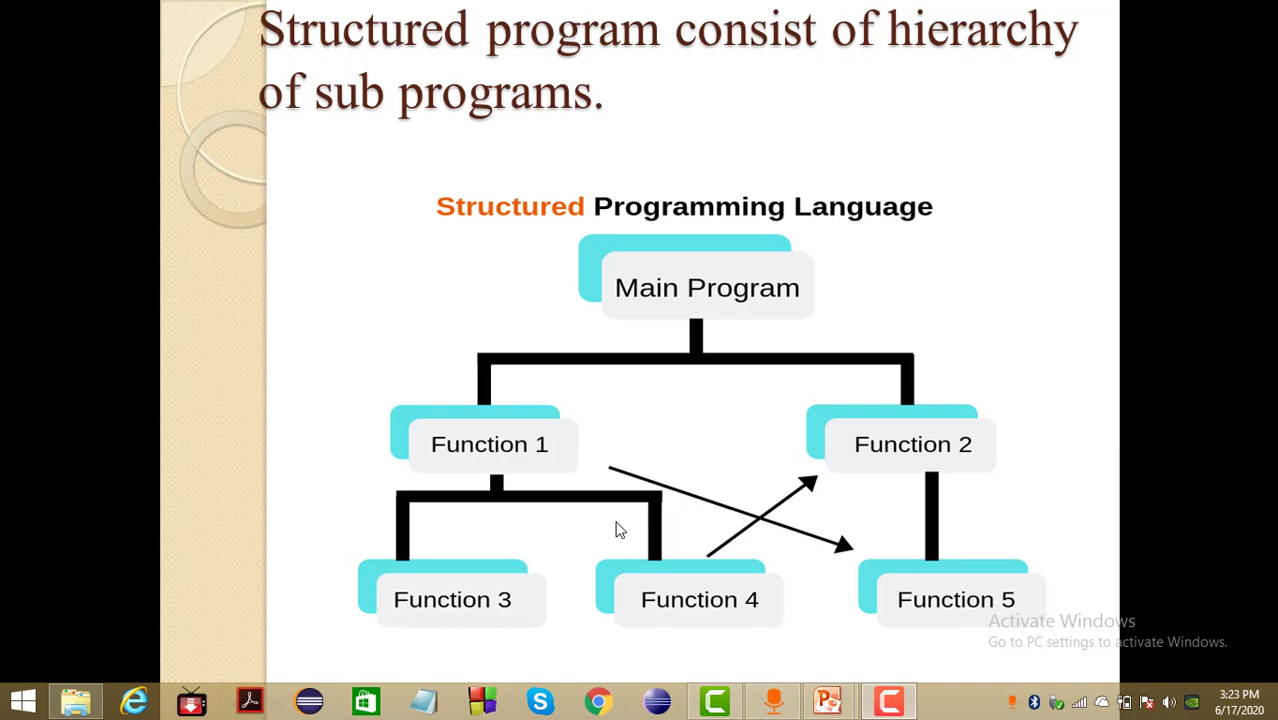 Structured program consist of hierarchy
of sub programs.
Structured Programming Language
Main Program
Function 1
Function 2
Function 3
Function 4
Function 5
Activate Windows
Go to PC settings to activate Windows.
3:23 PM
6/17/2020